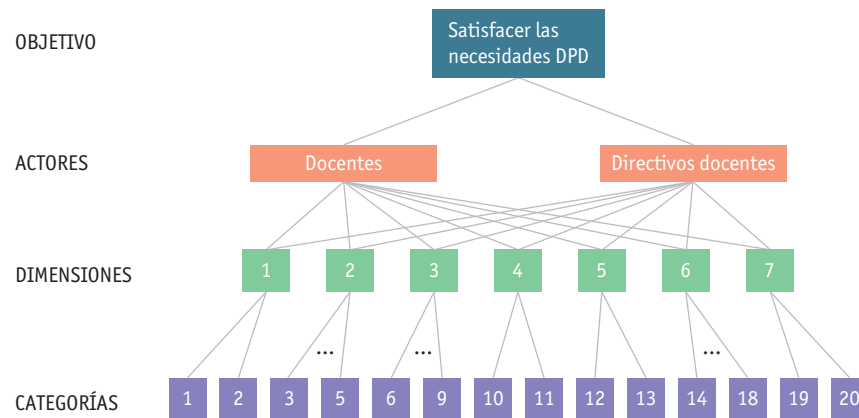 OBJETIVO
Satisfacer las
necesidades DPD
ACTORES
Docentes
Directivos docentes
DIMENSIONES
1 2 3 4 5 6 7
... ... ...
CATEGORÍAS
1 2 3 5 6 9 10 11 12 13 14 18 19 20